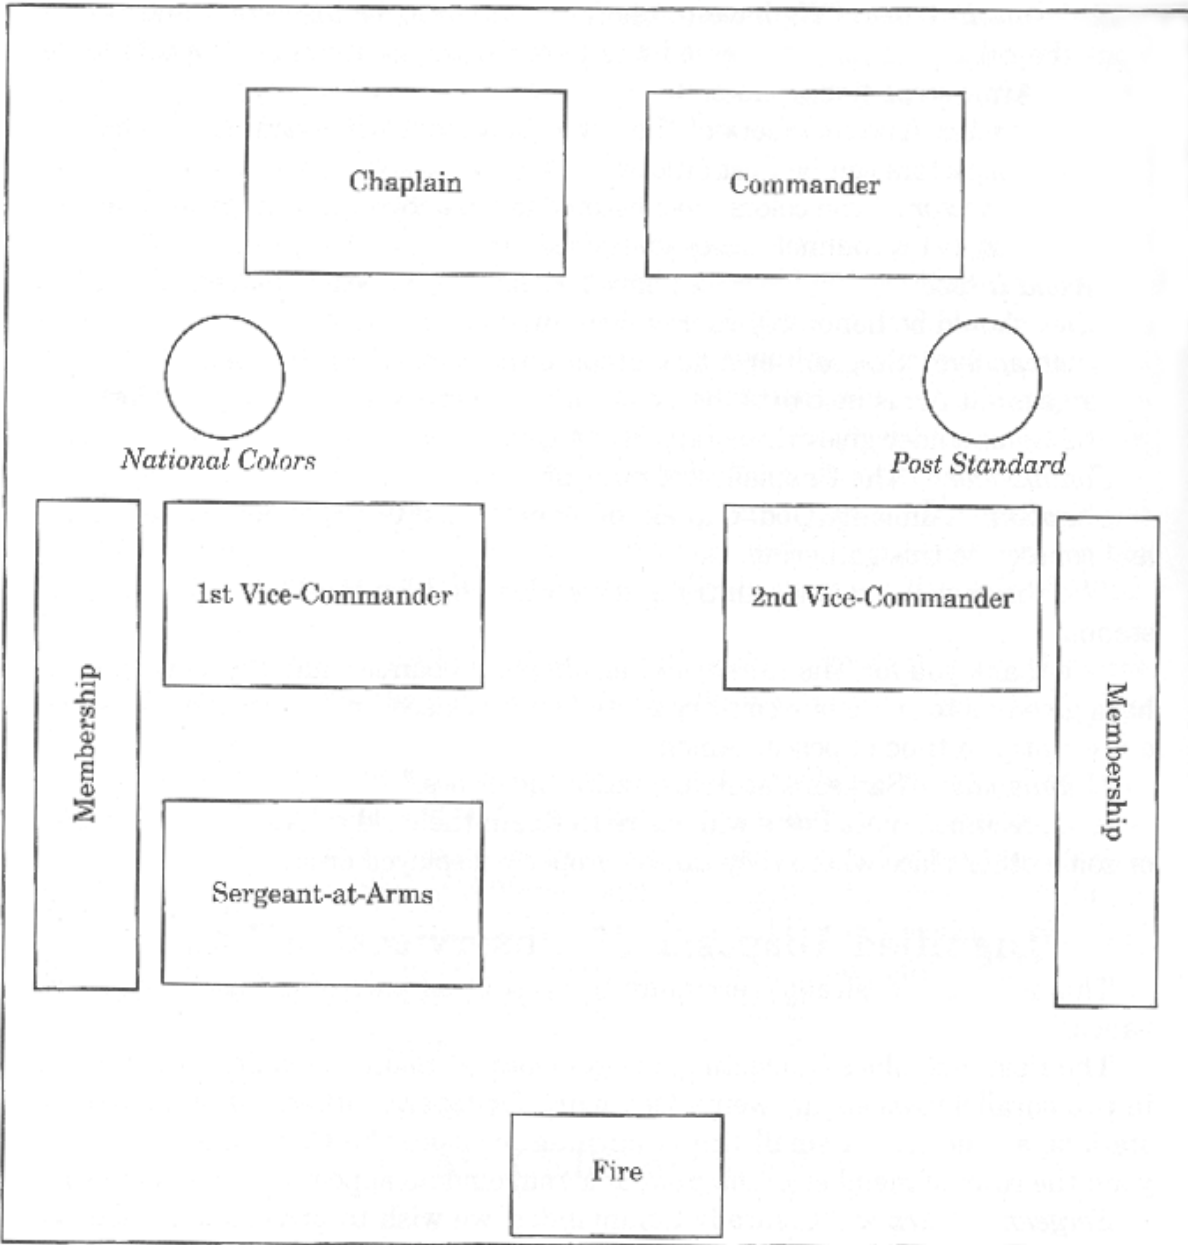 Chaplain
Commander
National Colors
Post Standard
1st Vice-Commander
2nd Vice-Commander
Membership
Membership
Sergeant-at-Arms
Fire